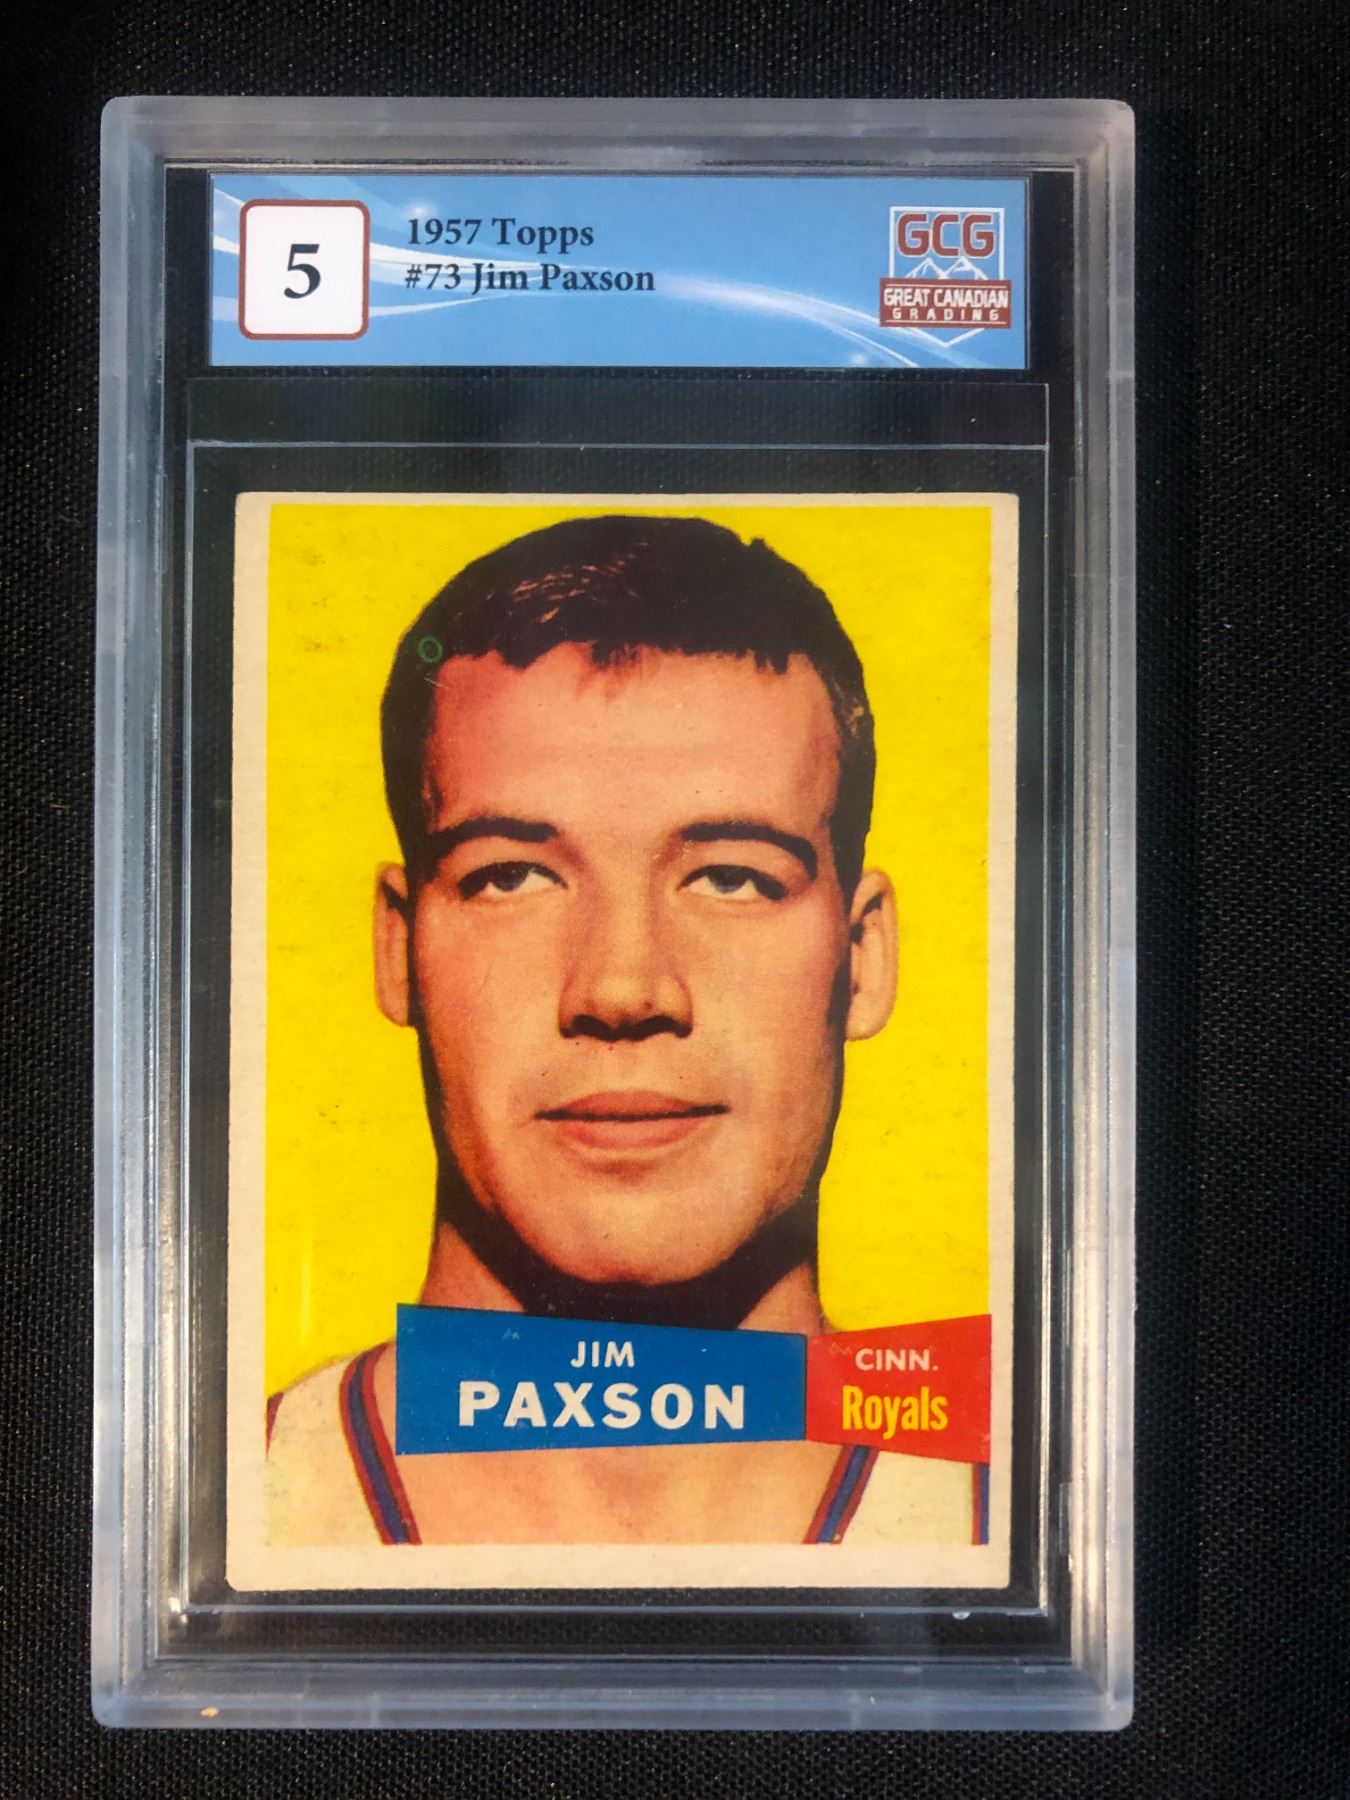 5
1957 Topps
#73 Jim Paxson
GCG
GREAT CANADIAN
GRADING
JIM
PAXSON
CINN.
Royals